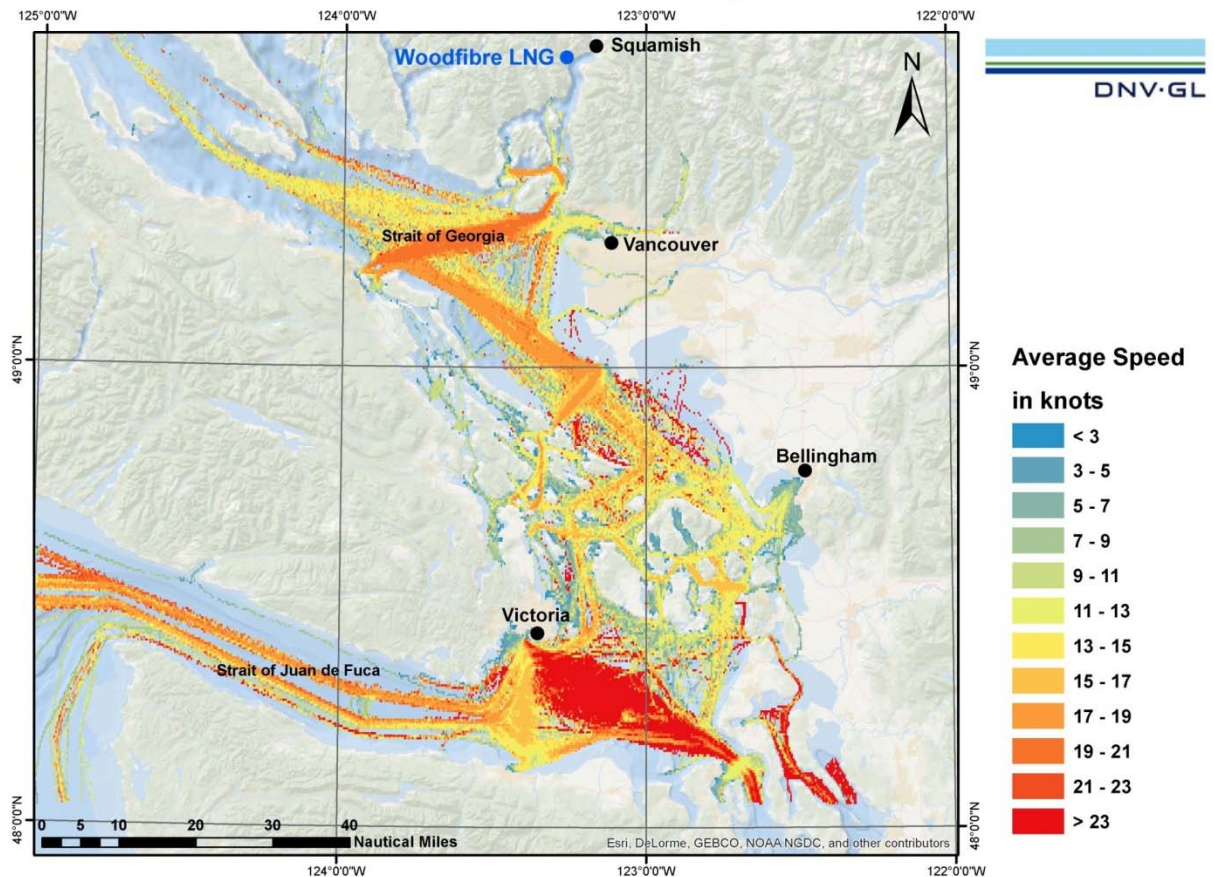 125°0'0"W
124°0'0"W
123°0'0"W
122°0'0"W
Woodfibre LNG
Squamish
N
DNV·GL
Strait of Georgia
Vancouver
49°0'0"N
49°0'0"N
Average Speed
in knots
< 3
3 - 5
5 - 7
7 - 9
9 - 11
11 - 13
13 - 15
15 - 17
17 - 19
19 - 21
21 - 23
> 23
Bellingham
Victoria
Strait of Juan de Fuca
48°0'0"N
48°0'0"N
0 5 10 20 30 40
Nautical Miles
Esri, DeLorme, GEBCO, NOAA NGDC, and other contributors
124°0'0"W
123°0'0"W
122°0'0"W